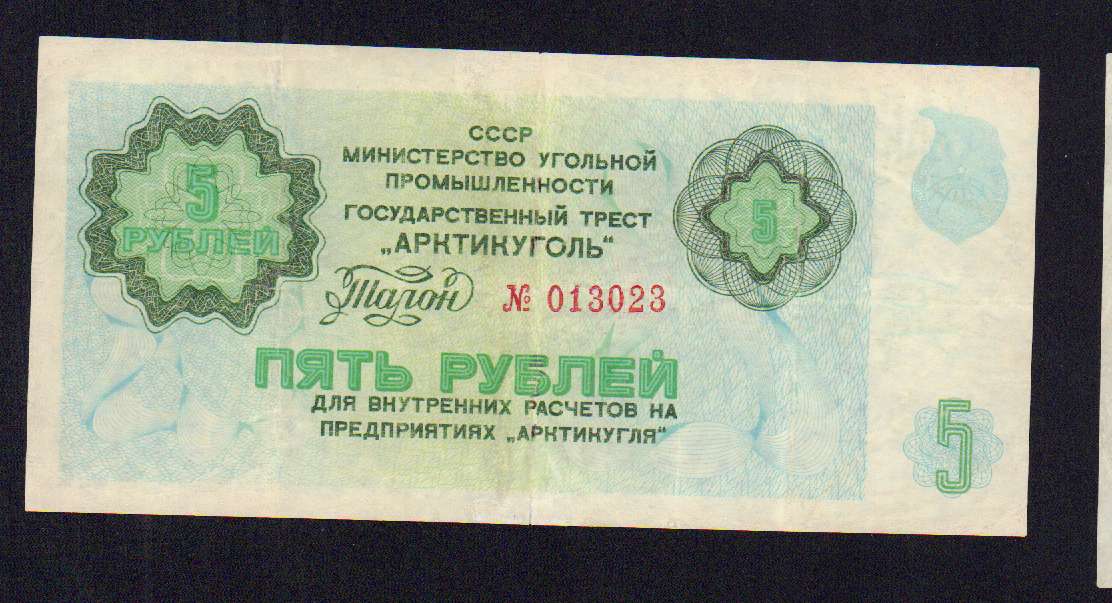 СССР
МИНИСТЕРСТВО УГОЛЬНОЙ
ПРОМЫШЛЕННОСТИ
ГОСУДАРСТВЕННЫЙ ТРЕСТ
„АРКТИКУГОЛЬ“
Талон № 013023
5
РУБЛЕЙ
5
ПЯТЬ РУБЛЕЙ
ДЛЯ ВНУТРЕННИХ РАСЧЕТОВ НА
ПРЕДПРИЯТИЯХ „АРКТИКУГЛЯ“
5